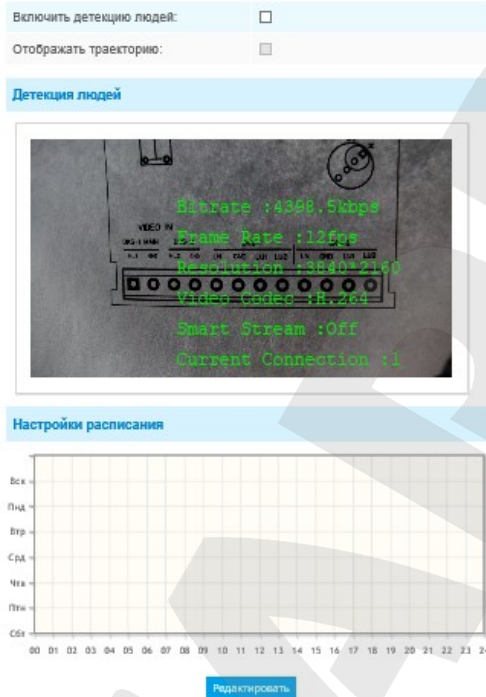 Включить детекцию людей:
Отображать траекторию:
Детекция людей
VIDEO IN
Bitrate :4398.5kbps
Frame Rate :12fps
Resolution :3840*2160
Video Codec :H.264
Smart Stream :Off
Current Connection :1
Настройки расписания
Вск
Пнд
Втр
Срд
Чтв
Птн
Сбт
00 01 02 03 04 05 06 07 08 09 10 11 12 13 14 15 16 17 18 19 20 21 22 23 24
Редактировать